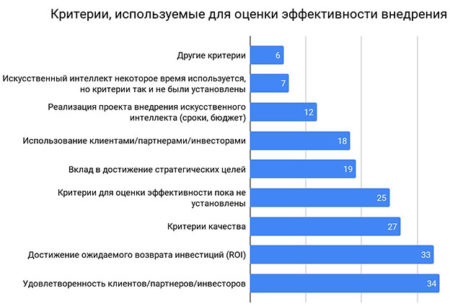 Критерии, используемые для оценки эффективности внедрения
Другие критерии
6
Искусственный интеллект некоторое время используется,
но критерии так и не были установлены
7
Реализация проекта внедрения искусственного
интеллекта (сроки, бюджет)
12
Использование клиентами/партнерами/инвесторами
18
Вклад в достижение стратегических целей
19
Критерии для оценки эффективности пока не
установлены
25
Критерии качества
27
Достижение ожидаемого возврата инвестиций (ROI)
33
Удовлетворенность клиентов/партнеров/инвесторов
34